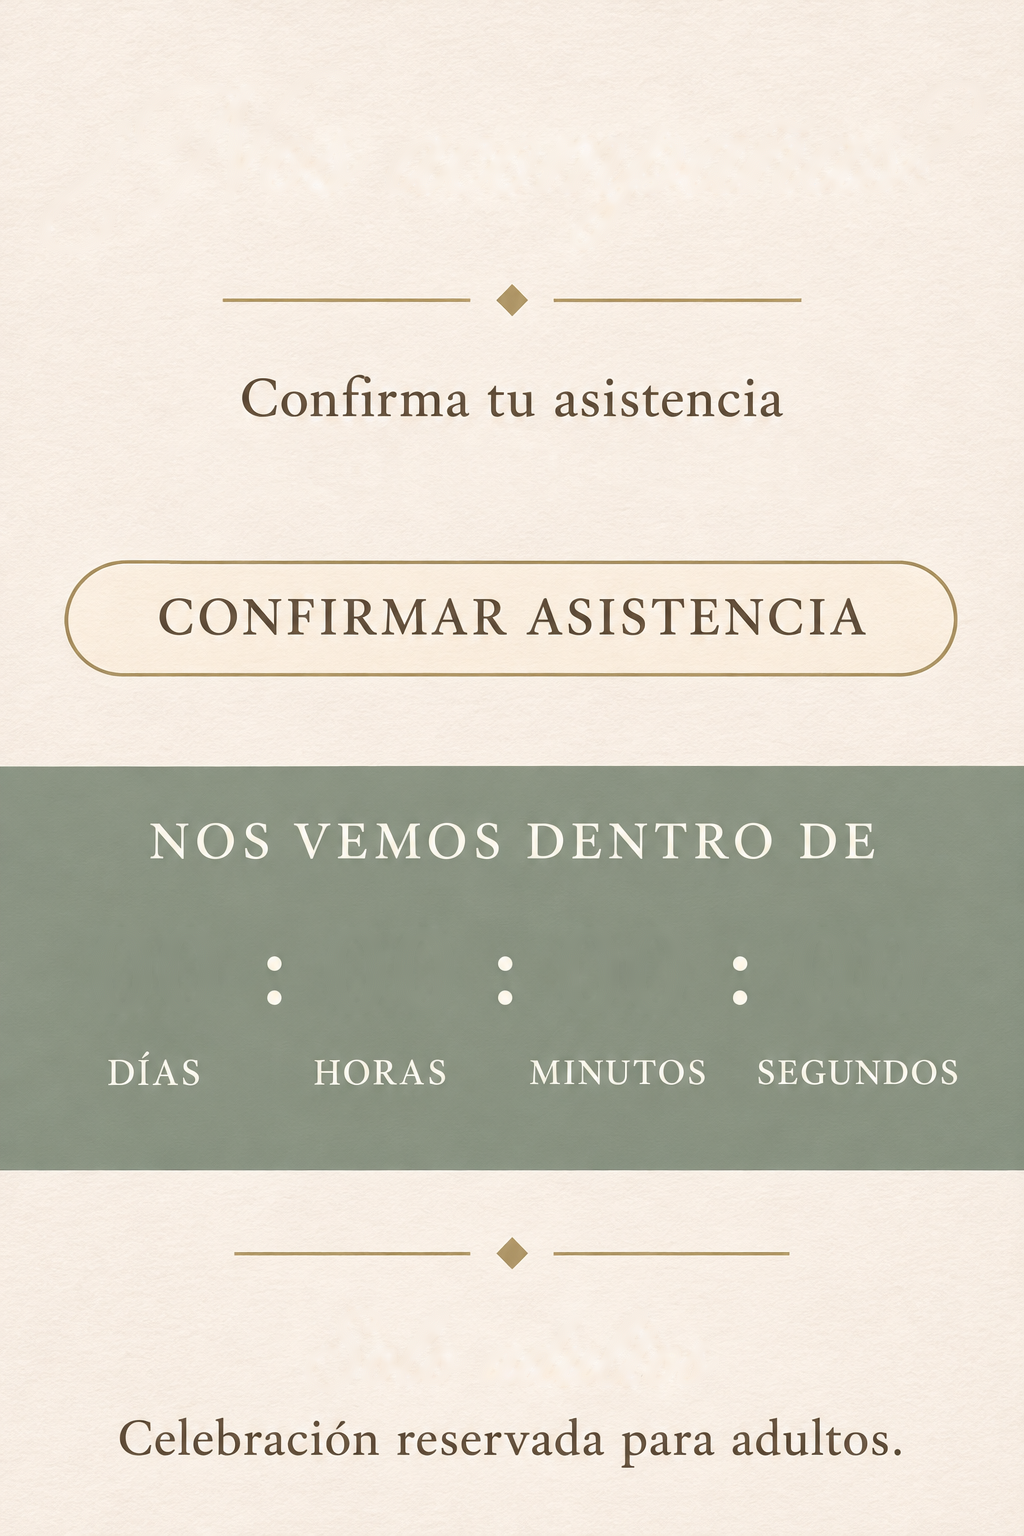 Confirma tu asistencia
CONFIRMAR ASISTENCIA
NOS VEMOS DENTRO DE
: : :
DÍAS HORAS MINUTOS SEGUNDOS
Celebración reservada para adultos.